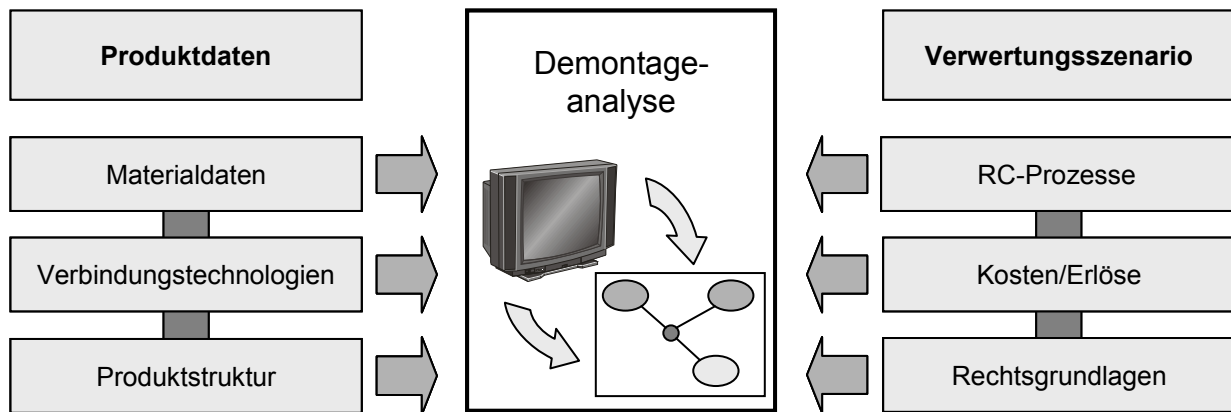 Produktdaten
Materialdaten
Verbindungstechnologien
Produktstruktur
Demontage-
analyse
Verwertungsszenario
RC-Prozesse
Kosten/Erlöse
Rechtsgrundlagen